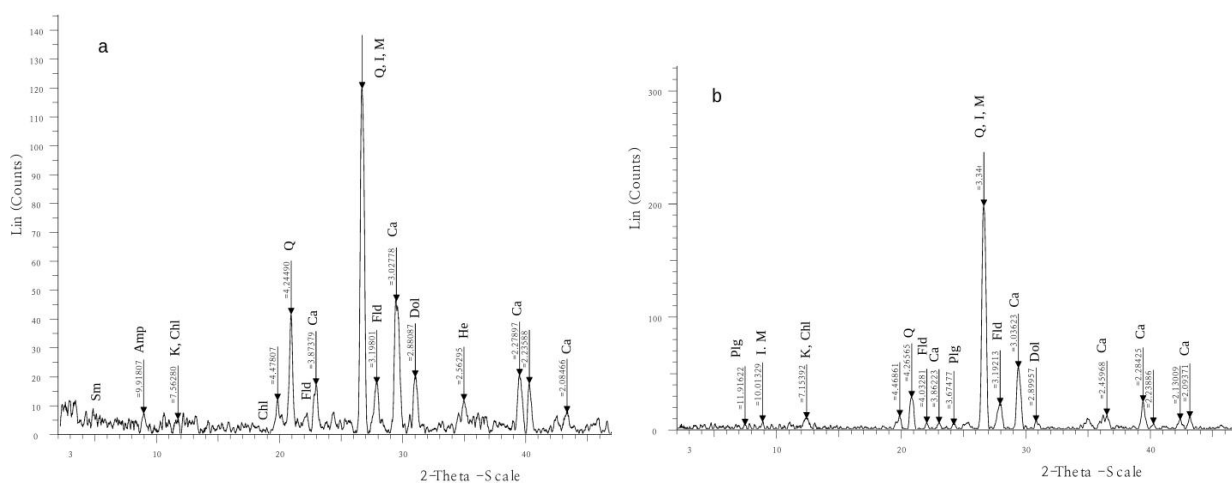 a
Lin (Counts)
140
130
120
110
100
90
80
70
60
50
40
30
20
10
0
Sm
Amp
=9.91807
K, Chl
=7.56280
Chl
=4.47807
Q
=4.24490
Fld
Ca
=3.87379
Q, I, M
Fld
=3.19801
Ca
=3.02778
Dol
=2.88087
He
=2.56295
Ca
=2.27897
=2.23588
Ca
=2.08466
3
20
30
40
2-Theta -Scale
b
Lin (Counts)
300
200
100
0
Plg
=11.91622
I. M
=10.01329
K, Chl
=7.15392
=4.46861
Q
=4.26565
Fld
=4.03281
Ca
=3.86223
Plg
=3.67477
Q, I, M
Fld
=3.19213
Ca
=3.03623
Dol
=2.89957
Ca
=2.45968
Ca
=2.28425
=2.23886
=2.13009
Ca
=2.09371
3
10
20
30
40
2-Theta -Scale